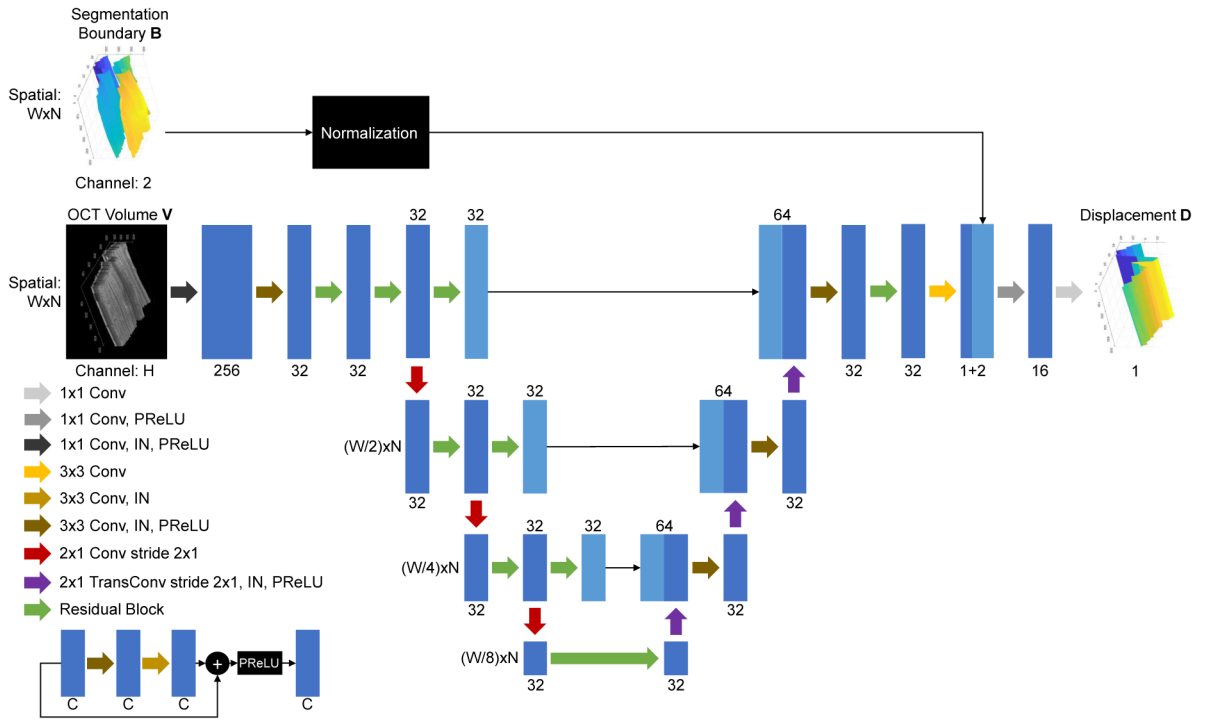 Segmentation
Boundary B
Spatial:
WxN
Channel: 2
Normalization
OCT Volume V
Spatial:
WxN
Channel: H
256
32
32
32
32
64
32
32
1+2
16
Displacement D
1
(W/2)xN
32
32
32
64
32
(W/4)xN
32
32
32
64
32
(W/8)xN
32
32
1x1 Conv
1x1 Conv, PReLU
1x1 Conv, IN, PReLU
3x3 Conv
3x3 Conv, IN
3x3 Conv, IN, PReLU
2x1 Conv stride 2x1
2x1 TransConv stride 2x1, IN, PReLU
Residual Block
C
C
C
+
PReLU
C